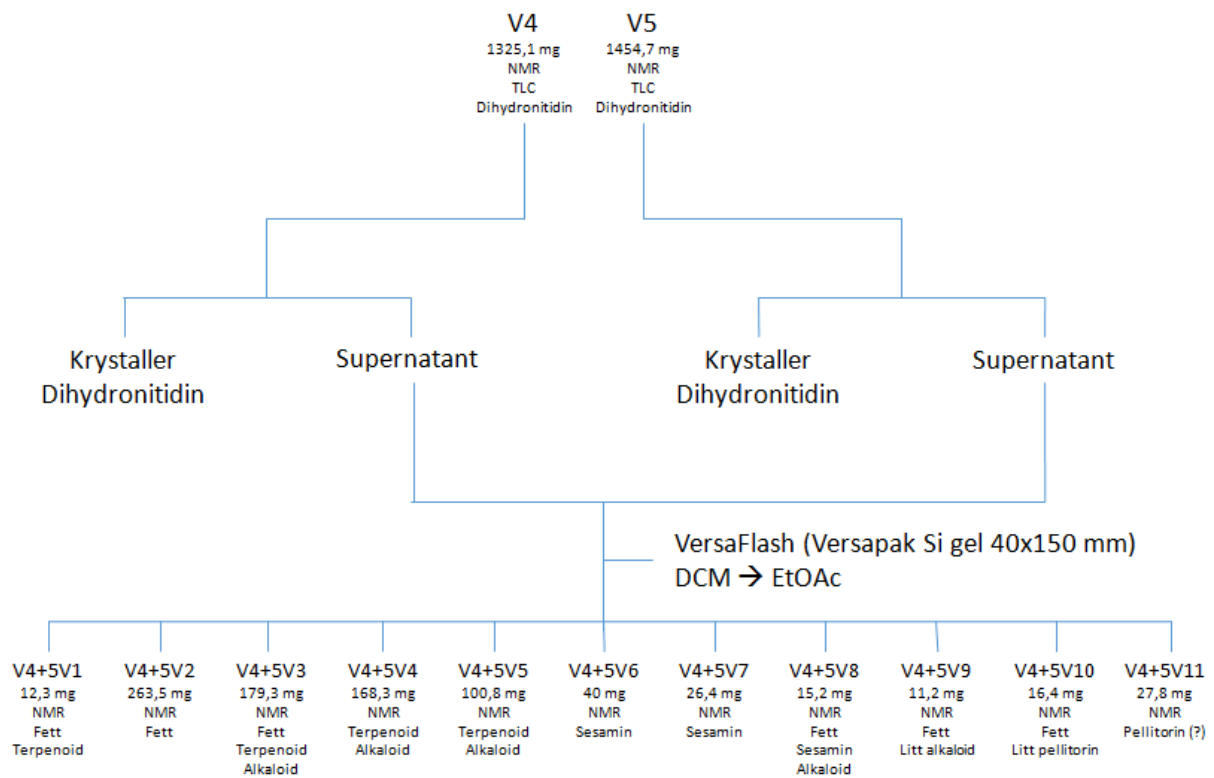 V4
1325,1 mg
NMR
TLC
Dihydronitidin
V5
1454,7 mg
NMR
TLC
Dihydronitidin
Krystaller
Dihydronitidin
Supernatant
Krystaller
Dihydronitidin
Supernatant
VersaFlash (Versapak Si gel 40x150 mm)
DCM → EtOAc
V4+5V1
12,3 mg
NMR
Fett
Terpenoid
V4+5V2
263,5 mg
NMR
Fett
V4+5V3
179,3 mg
NMR
Fett
Terpenoid
Alkaloid
V4+5V4
168,3 mg
NMR
Terpenoid
Alkaloid
V4+5V5
100,8 mg
NMR
Terpenoid
Alkaloid
V4+5V6
40 mg
NMR
Sesamin
V4+5V7
26,4 mg
NMR
Sesamin
V4+5V8
15,2 mg
NMR
Fett
Sesamin
Alkaloid
V4+5V9
11,2 mg
NMR
Fett
Litt alkaloid
V4+5V10
16,4 mg
NMR
Fett
Litt pellitorin
V4+5V11
27,8 mg
NMR
Pellitorin (?)